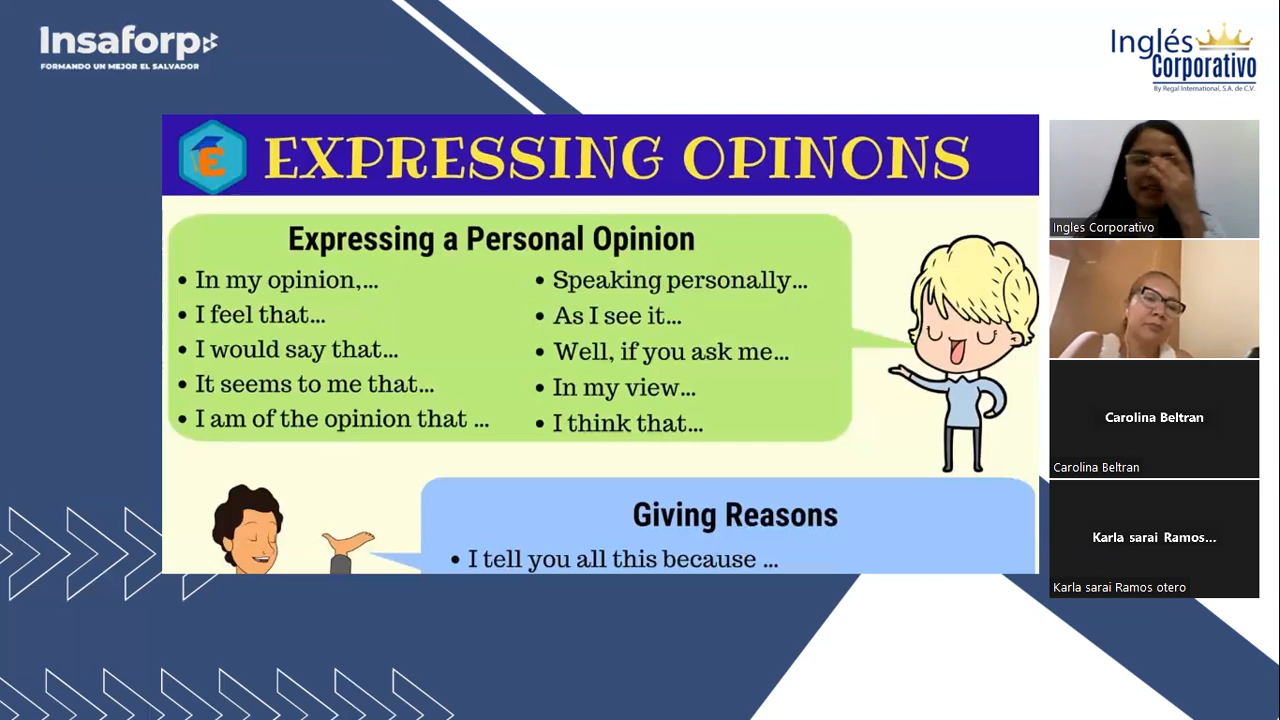 Insaforp
FORMANDO UN MEJOR EL SALVADOR
Inglés
Corporativo
By Regal International, S.A. de C.V.
E
EXPRESSING OPINONS
Expressing a Personal Opinion
• In my opinion,...
• I feel that...
• I would say that...
• It seems to me that...
• I am of the opinion that ...
• Speaking personally...
• As I see it...
• Well, if you ask me...
• In my view...
• I think that...
Giving Reasons
• I tell you all this because ...
Ingles Corporativo
Carolina Beltran
Carolina Beltran
Karla sarai Ramos...
Karla sarai Ramos otero